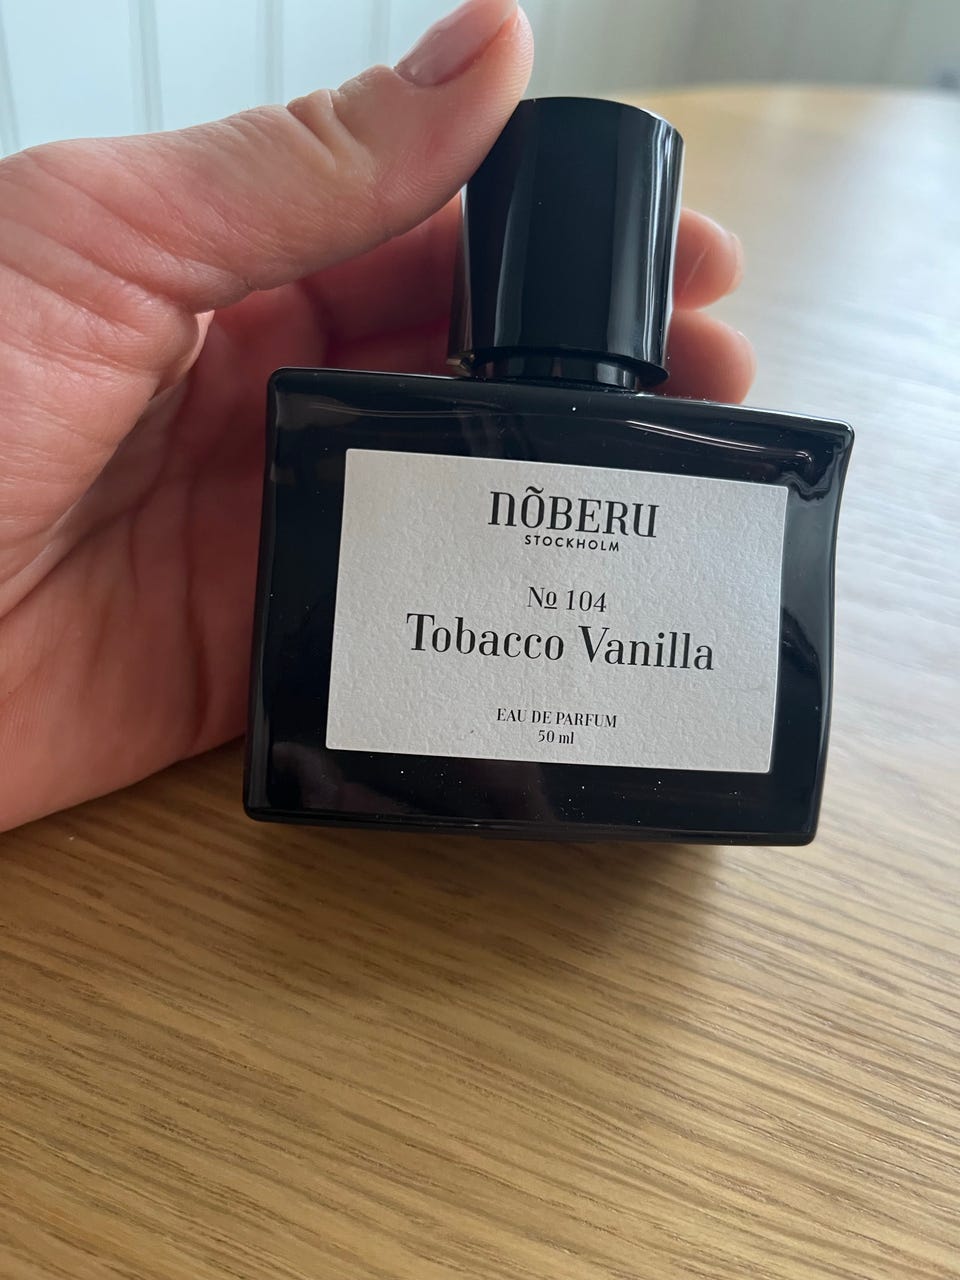 nõBERU
STOCKHOLM
№ 104
Tobacco Vanilla
EAU DE PARFUM
50 ml